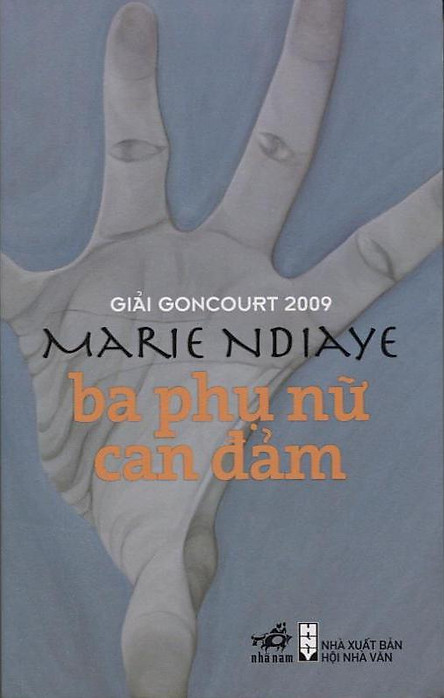 GIẢI GONCOURT 2009
MARIE NDIAYE
ba phụ nữ
can đảm
nhã nam
NHÀ XUẤT BẢN
HỘI NHÀ VĂN